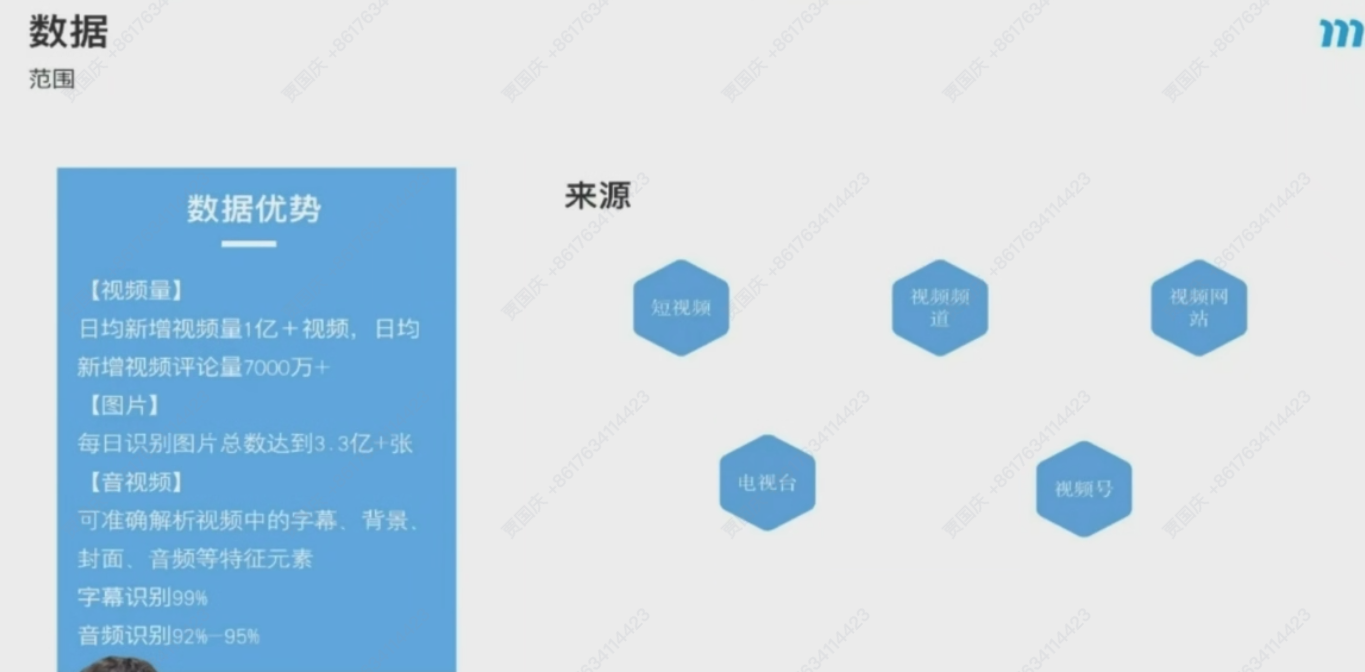 数据
范围
数据优势
【视频量】
日均新增视频量1亿+视频，日均
新增视频评论量7000万+
【图片】
每日识别图片总数达到3.3亿+张
【音视频】
可准确解析视频中的字幕、背景、
封面、音频等特征元素
字幕识别99%
音频识别92%-95%
来源
短视频
视频频
道
视频网
站
电视台
视频号
m
贾国庆 +8617634114423